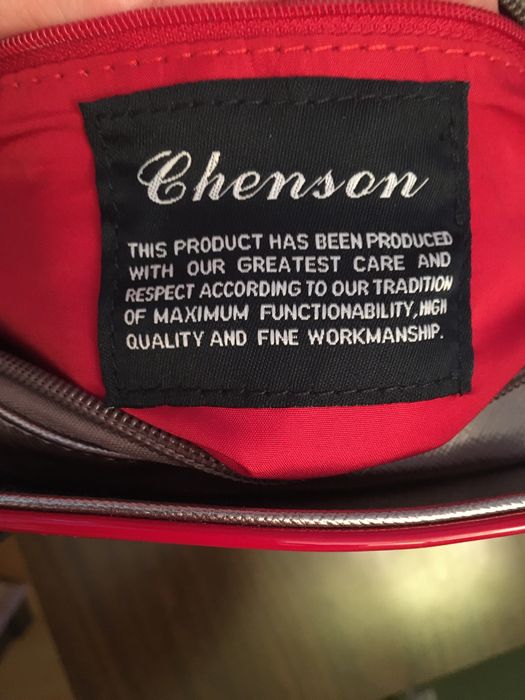 Chenson
THIS PRODUCT HAS BEEN PRODUCED
WITH OUR GREATEST CARE AND
RESPECT ACCORDING TO OUR TRADITION
OF MAXIMUM FUNCTIONABILITY, HIGH
QUALITY AND FINE WORKMANSHIP.